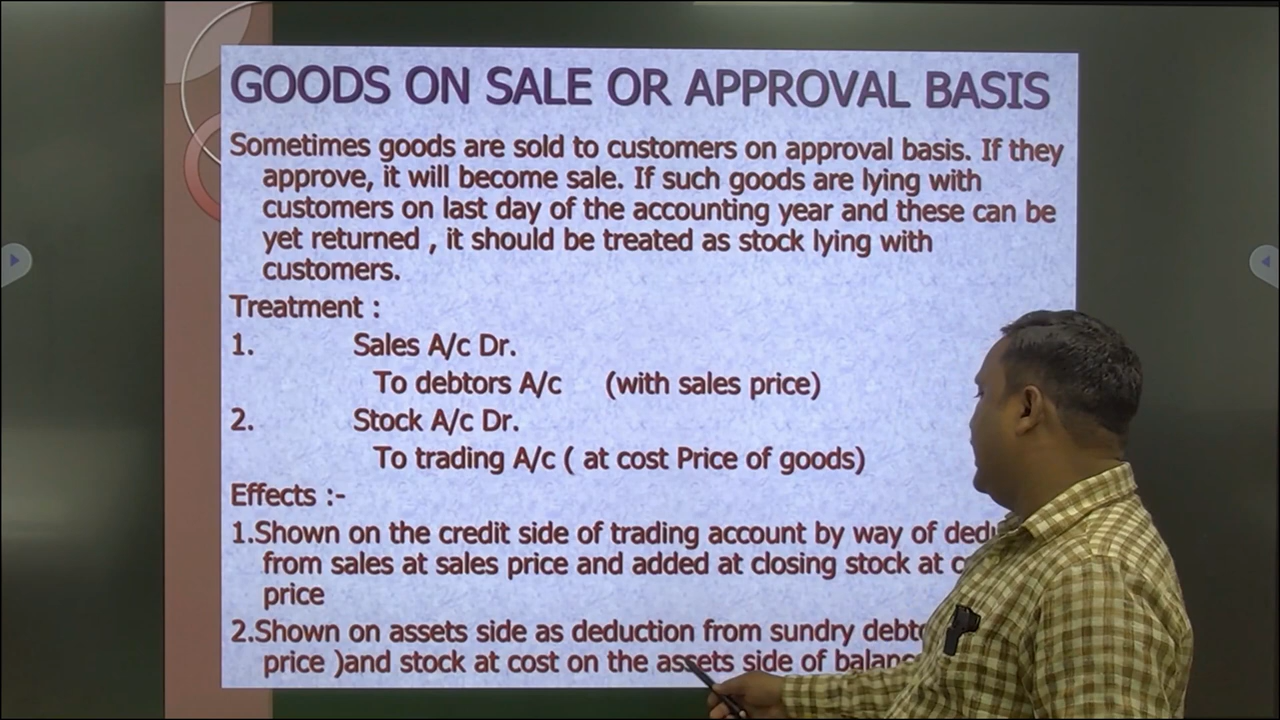 GOODS ON SALE OR APPROVAL BASIS
Sometimes goods are sold to customers on approval basis. If they
approve, it will become sale. If such goods are lying with
customers on last day of the accounting year and these can be
yet returned , it should be treated as stock lying with
customers.
Treatment :
1. Sales A/c Dr.
To debtors A/c (with sales price)
2. Stock A/c Dr.
To trading A/c ( at cost Price of goods)
Effects :-
1.Shown on the credit side of trading account by way of
from sales at sales price and added at closing stock at
price
2.Shown on assets side as deduction from sundry
price )and stock at cost on the assets side of